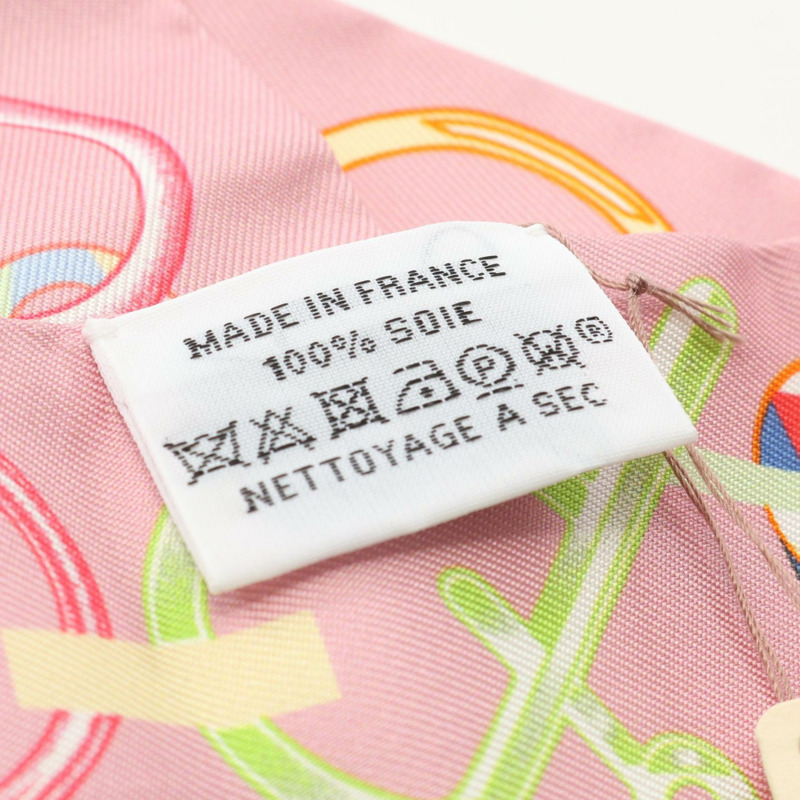 MADE IN FRANCE
100% SOIE
P W ®
NETTOYAGE A SEC